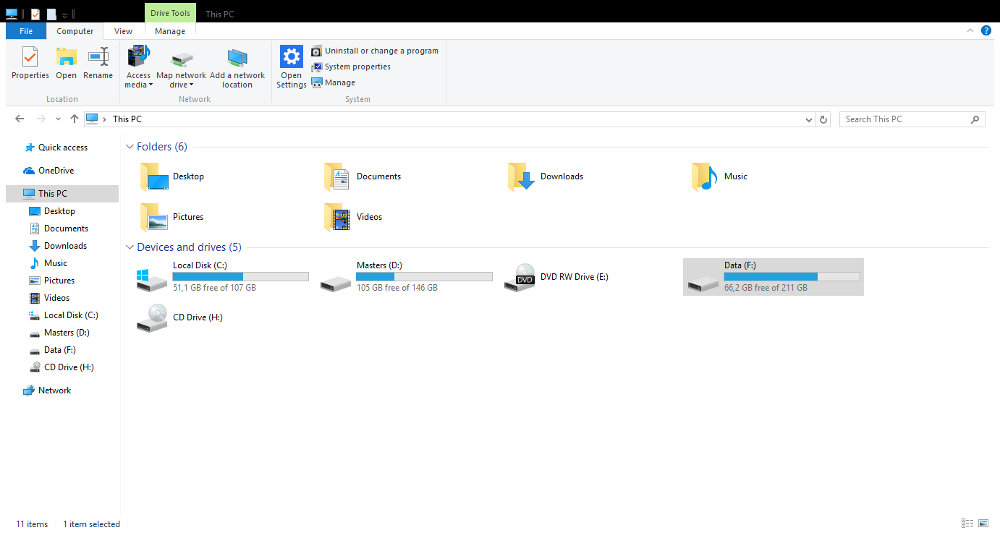 Drive Tools
This PC
File
Computer
View
Manage
Properties
Open
Rename
Access media
Map network drive
Add a network location
Open Settings
Uninstall or change a program
System properties
Manage
Location
Network
System
This PC
Search This PC
Quick access
OneDrive
This PC
Desktop
Documents
Downloads
Music
Pictures
Videos
Local Disk (C:)
Masters (D:)
Data (F:)
CD Drive (H:)
Network
Folders (6)
Desktop
Documents
Downloads
Music
Pictures
Videos
Devices and drives (5)
Local Disk (C:)
51,1 GB free of 107 GB
Masters (D:)
105 GB free of 146 GB
DVD
DVD RW Drive (E:)
Data (F:)
66,2 GB free of 211 GB
CD Drive (H:)
11 items
1 item selected